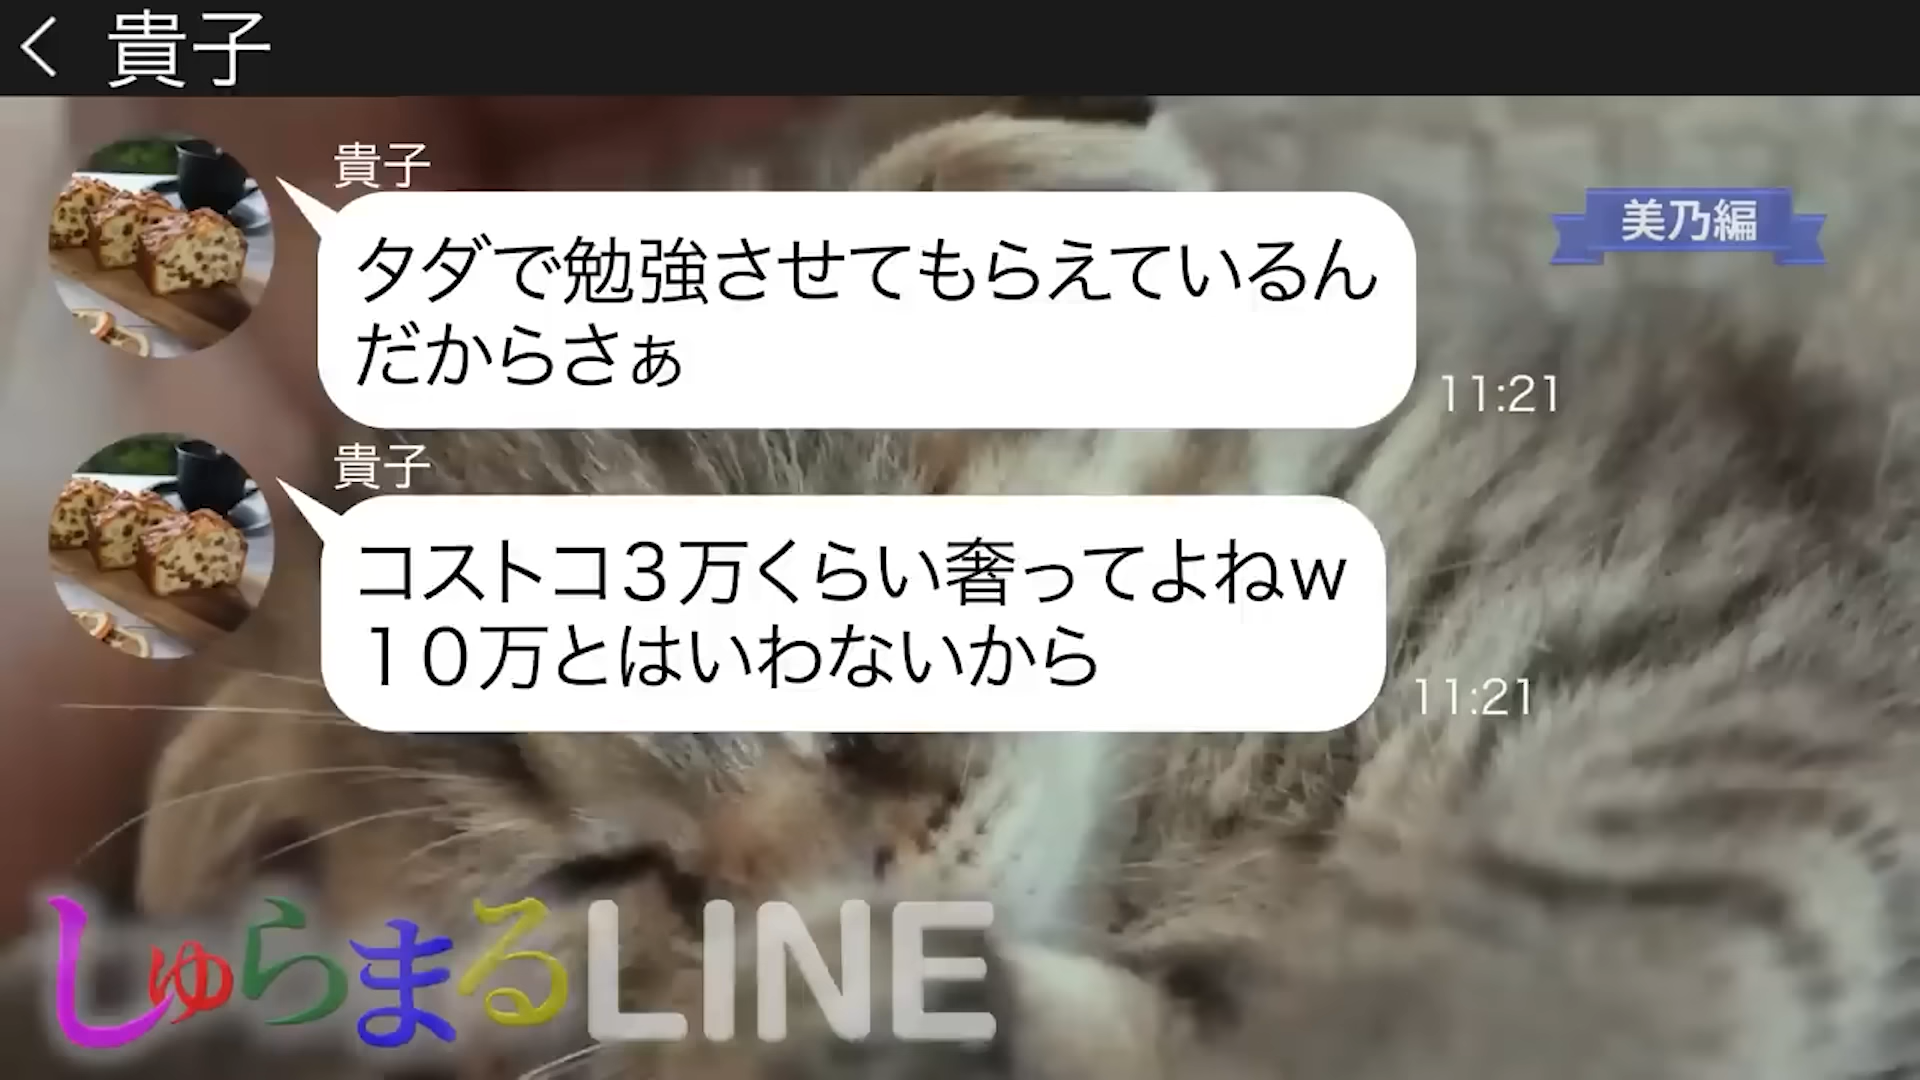 貴子
貴子
美乃編
タダで勉強させてもらえているん
だからさぁ
11:21
貴子
コストコ３万くらい奢ってよねｗ
１０万とはいわないから
11:21
しゅらまるLINE